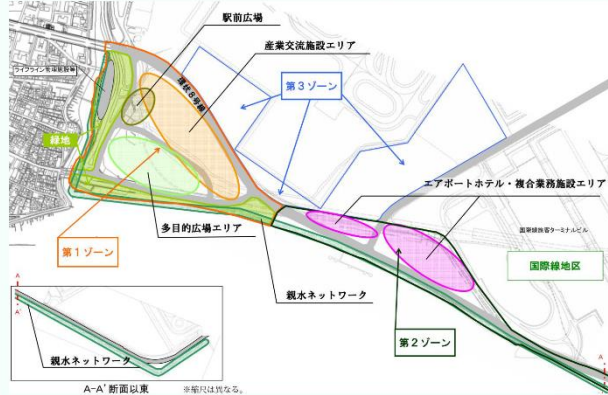 駅前広場
産業交流施設エリア
環状8号線
第3ゾーン
緑地
エアポートホテル・複合業務施設エリア
国際線旅客ターミナルビル
国際線地区
第1ゾーン
多目的広場エリア
親水ネットワーク
第2ゾーン
A
A'
親水ネットワーク
A-A' 断面以東
※縮尺は異なる。
A